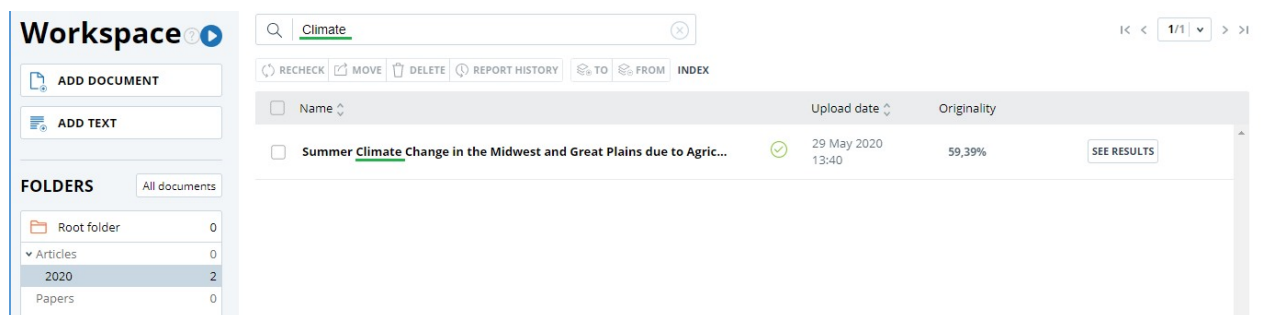 Workspace
Climate
1/1
RECHECK MOVE DELETE REPORT HISTORY TO FROM INDEX
ADD DOCUMENT
ADD TEXT
Name Upload date Originality
Summer Climate Change in the Midwest and Great Plains due to Agric... 29 May 2020 59,39% SEE RESULTS
13:40
FOLDERS All documents
Root folder 0
Articles 0
2020 2
Papers 0